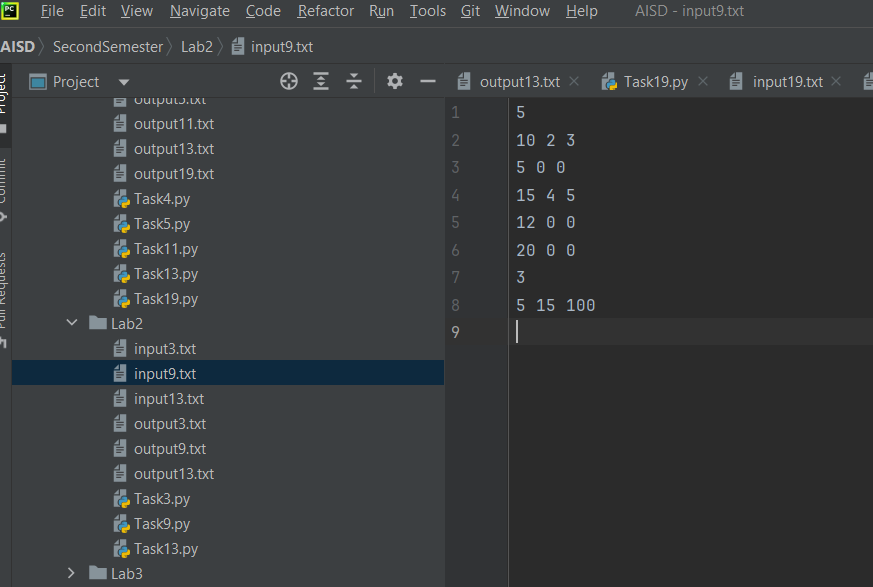 PC File Edit View Navigate Code Refactor Run Tools Git Window Help AISD - input9.txt
AISD SecondSemester Lab2 input9.txt
Project Project output13.txt Task19.py input19.txt
output5.txt
output11.txt
output13.txt
output19.txt
Task4.py
Task5.py
Task11.py
Task13.py
Task19.py
Lab2
input3.txt
input9.txt
input13.txt
output3.txt
output9.txt
output13.txt
Task3.py
Task9.py
Task13.py
Lab3
Commit
Pull Requests
1 5
2 10 2 3
3 5 0 0
4 15 4 5
5 12 0 0
6 20 0 0
7 3
8 5 15 100
9